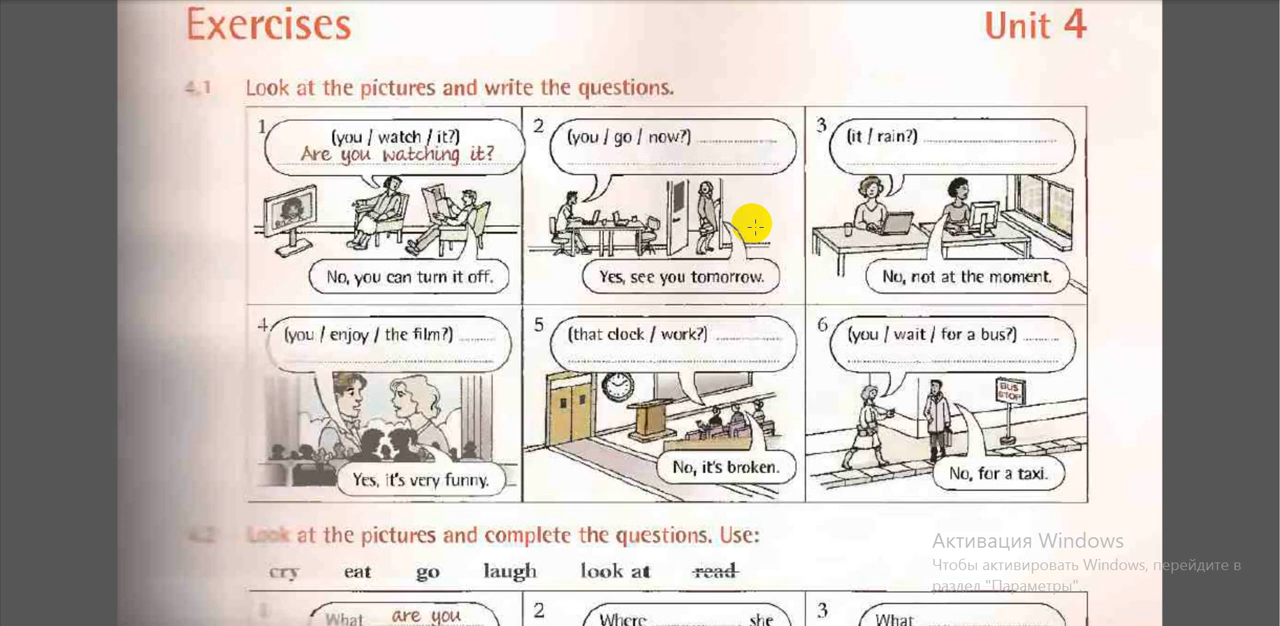 Exercises
Unit 4
4.1 Look at the pictures and write the questions.
1
(you / watch / it?)
Are you watching it?
No, you can turn it off.
2
(you / go / now?)
Yes, see you tomorrow.
3
(it / rain?)
No, not at the moment.
4
(you / enjoy / the film?)
Yes, it's very funny.
5
(that clock / work?)
No, it's broken.
6
(you / wait / for a bus?)
BUS
STOP
No, for a taxi.
4.2 Look at the pictures and complete the questions. Use:
cry eat go laugh look at read
1
What are you
2
Where she
3
What
Активация Windows
Чтобы активировать Windows, перейдите в
раздел "Параметры".